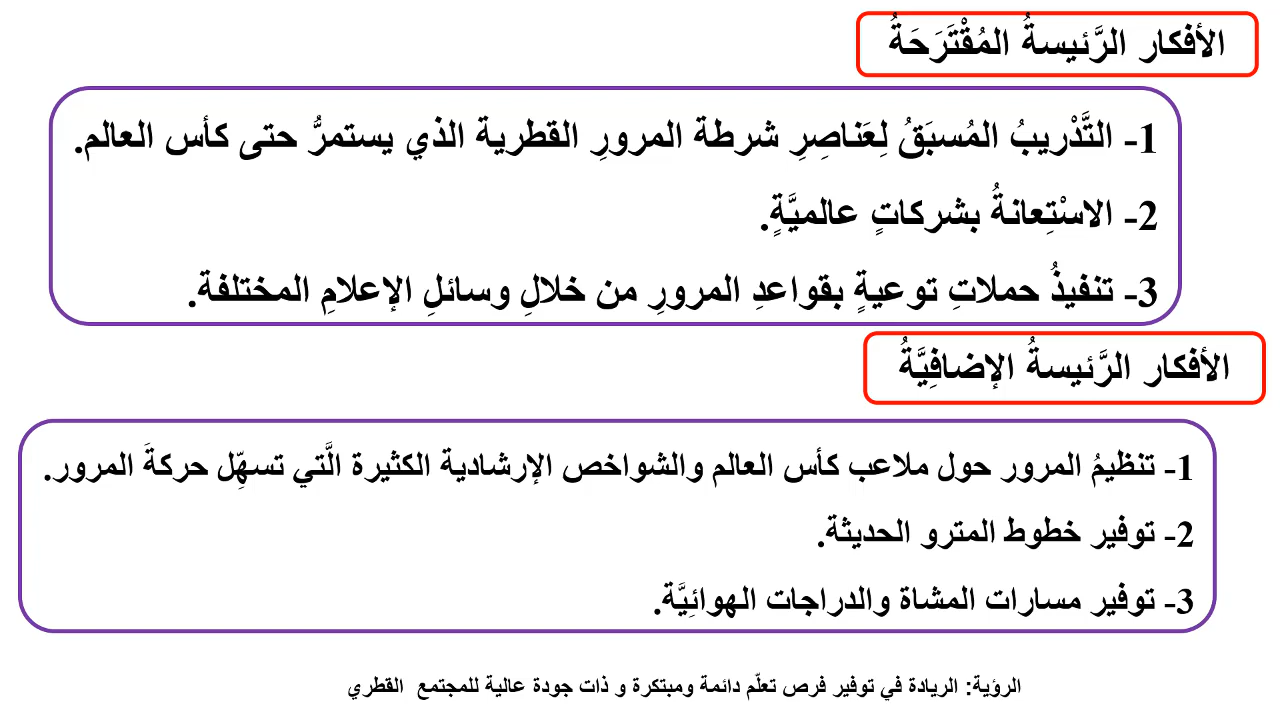 الأفكار الرَّئيسةُ المُقْتَرَحَةُ
1- التَّدْريبُ المُسبَقُ لِعَناصِرِ شرطة المرورِ القطرية الذي يستمرُّ حتى كأس العالم.
2- الاسْتِعانةُ بشركاتٍ عالميَّةٍ.
3- تنفيذُ حملاتِ توعيةٍ بقواعدِ المرورِ من خلالِ وسائلِ الإعلامِ المختلفة.
الأفكار الرَّئيسةُ الإضافِيَّةُ
1- تنظيمُ المرور حول ملاعب كأس العالم والشواخص الإرشادية الكثيرة الَّتي تسهِّل حركةَ المرور.
2- توفير خطوط المترو الحديثة.
3- توفير مسارات المشاة والدراجات الهوائِيَّة.
الرؤية: الريادة في توفير فرص تعلّم دائمة ومبتكرة و ذات جودة عالية للمجتمع القطري